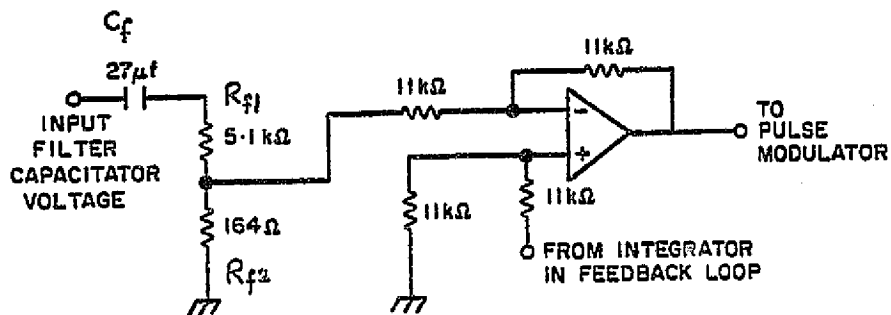 Cf
27μf
INPUT
FILTER
CAPACITATOR
VOLTAGE
Rf1
5.1kΩ
164Ω
Rf2
11kΩ
11kΩ
-
+
11kΩ
11kΩ
TO
PULSE
MODULATOR
FROM INTEGRATOR
IN FEEDBACK LOOP